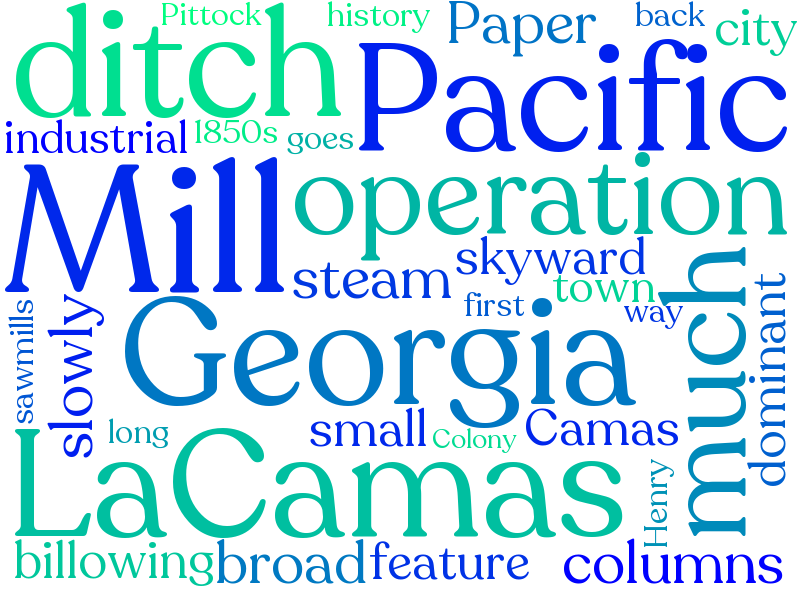 ditch
Pittock
history
Paper
back
city
Pacific
industrial
1850s
goes
Mill
operation
skyward
steam
town
first
way
much
dominant
sawmills
slowly
Georgia
long
small
Colony
Camas
LaCamas
Henry
billowing
broad
feature
columns